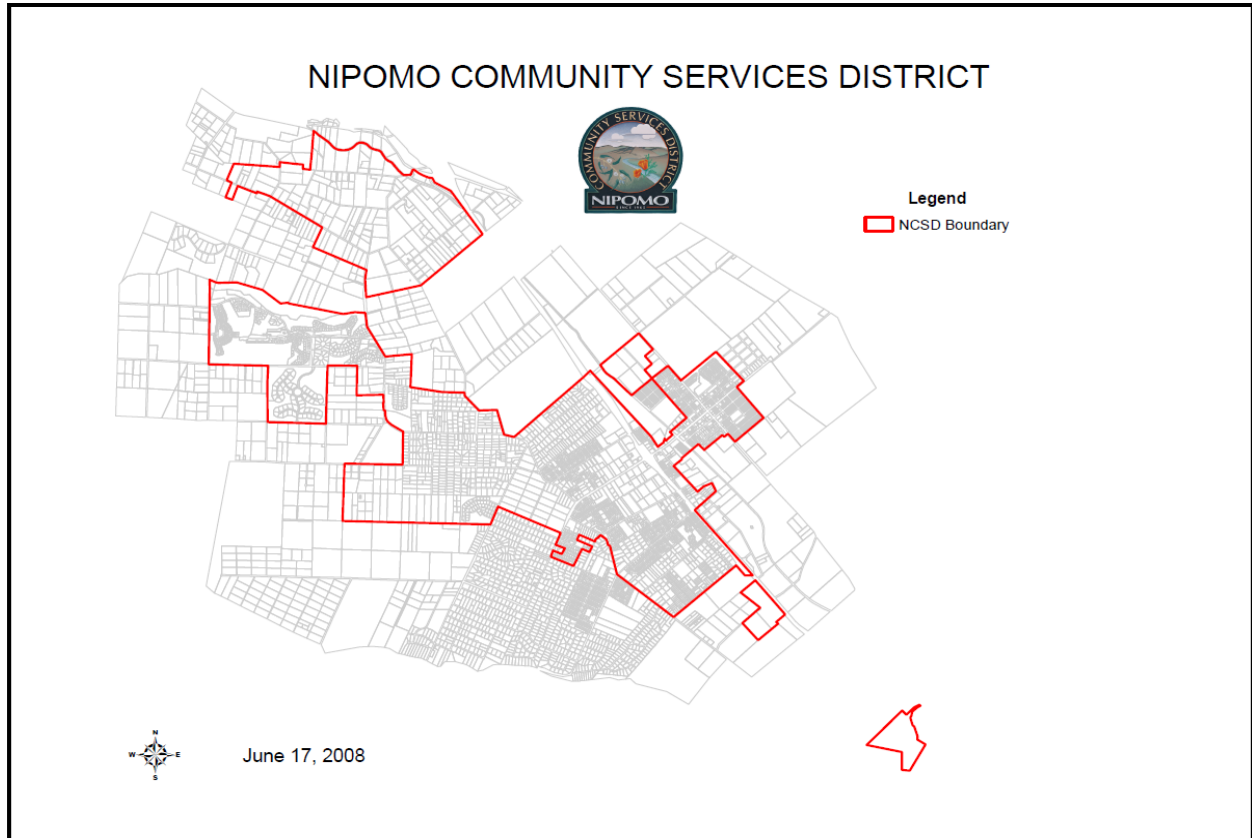 NIPOMO COMMUNITY SERVICES DISTRICT
COMMUNITY SERVICES DISTRICT
NIPOMO
Legend
NCSD Boundary
N
W E
S
June 17, 2008